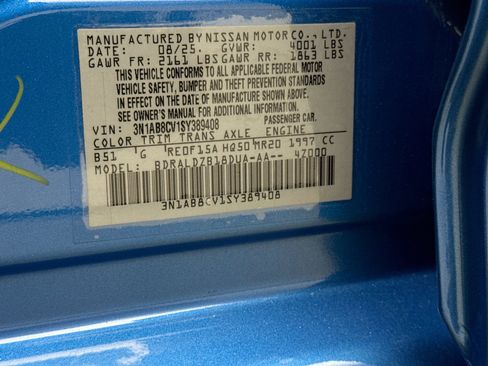 MANUFACTURED BY NISSAN MOTOR CO., LTD.
DATE: 08/25. GVWR: 4001 LBS
GAWR FR: 2161 LBS GAWR RR: 1863 LBS
THIS VEHICLE CONFORMS TO ALL APPLICABLE FEDERAL MOTOR
VEHICLE SAFETY, BUMPER AND THEFT PREVENTION STANDARDS
IN EFFECT ON THE DATE OF MANUFACTURE SHOWN ABOVE.
SEE OWNER'S MANUAL FOR ADDITIONAL INFORMATION.
VIN: 3N1AB8CV1SY389408 PASSENGER CAR.
COLOR TRIM TRANS AXLE ENGINE
B51 G RE0F15A HQ50 MR20 1997 CC
MODEL: BDRALDZB18DUA-AA-- 4Z000
3N1AB8CV1SY389408